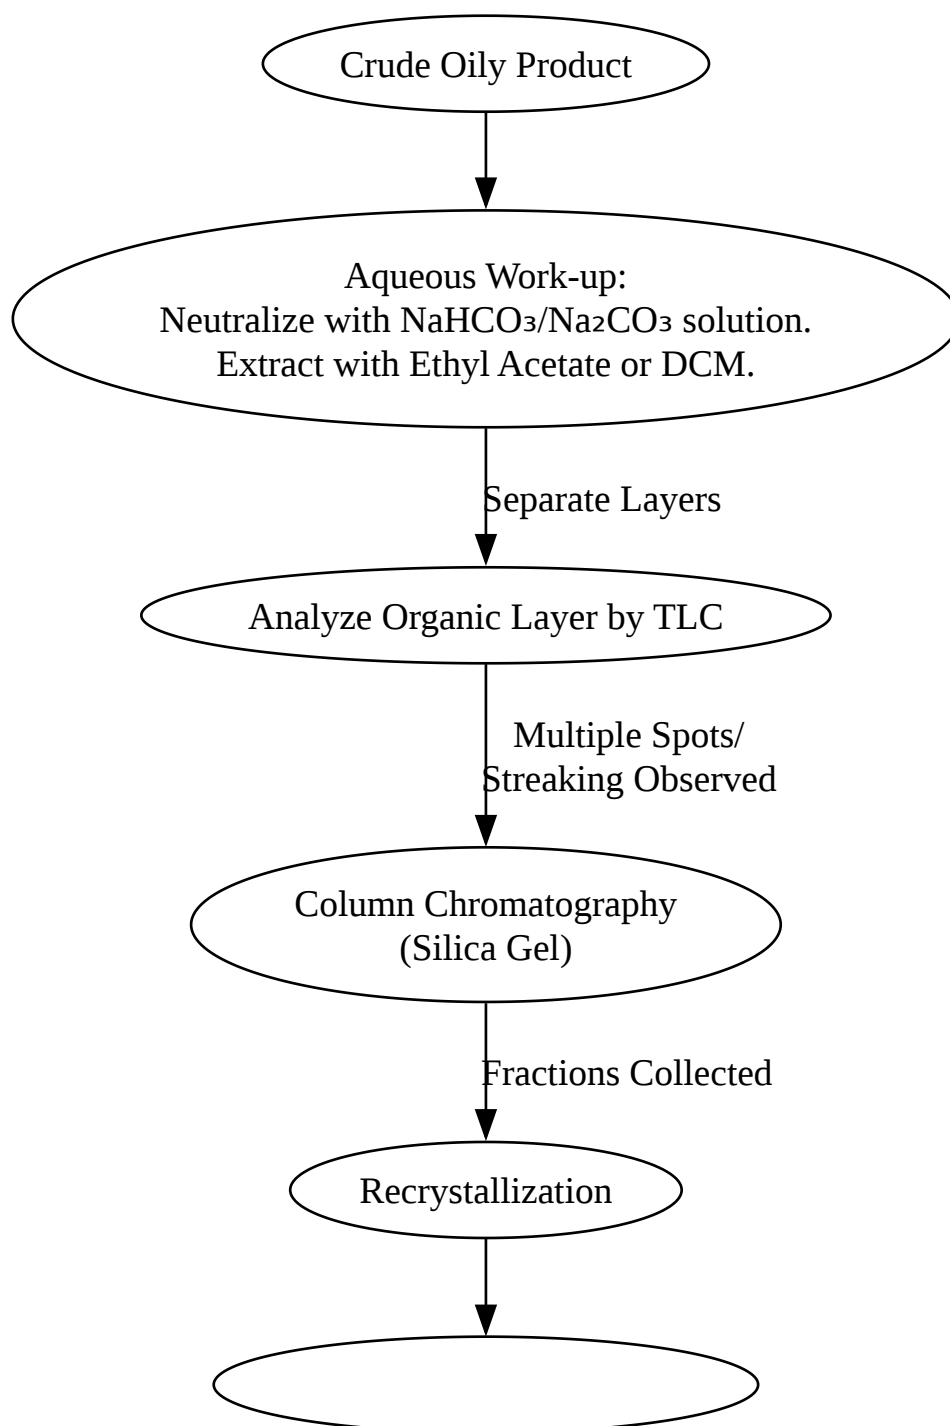 Crude Oily Product
Aqueous Work-up:
Neutralize with NaHCO₃/Na₂CO₃ solution.
Extract with Ethyl Acetate or DCM.
Separate Layers
Analyze Organic Layer by TLC
Multiple Spots/
Streaking Observed
Column Chromatography
(Silica Gel)
Fractions Collected
Recrystallization